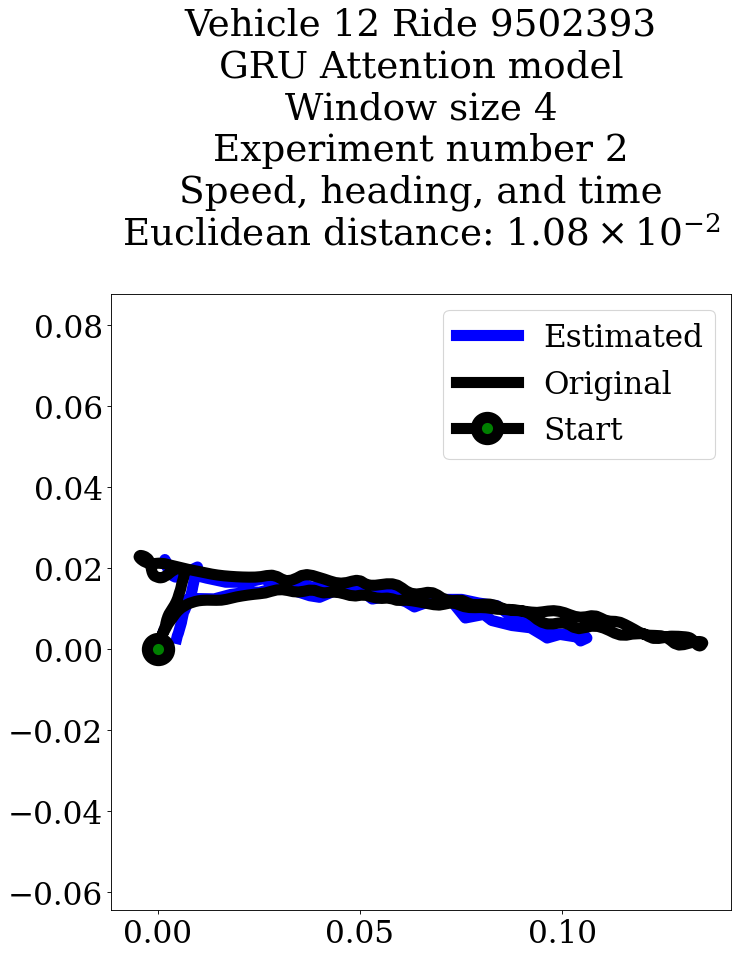 Vehicle 12 Ride 9502393
GRU Attention model
Window size 4
Experiment number 2
Speed, heading, and time
Euclidean distance: 1.08 × 10⁻²
Estimated
Original
Start
0.08
0.06
0.04
0.02
0.00
−0.02
−0.04
−0.06
0.00 0.05 0.10